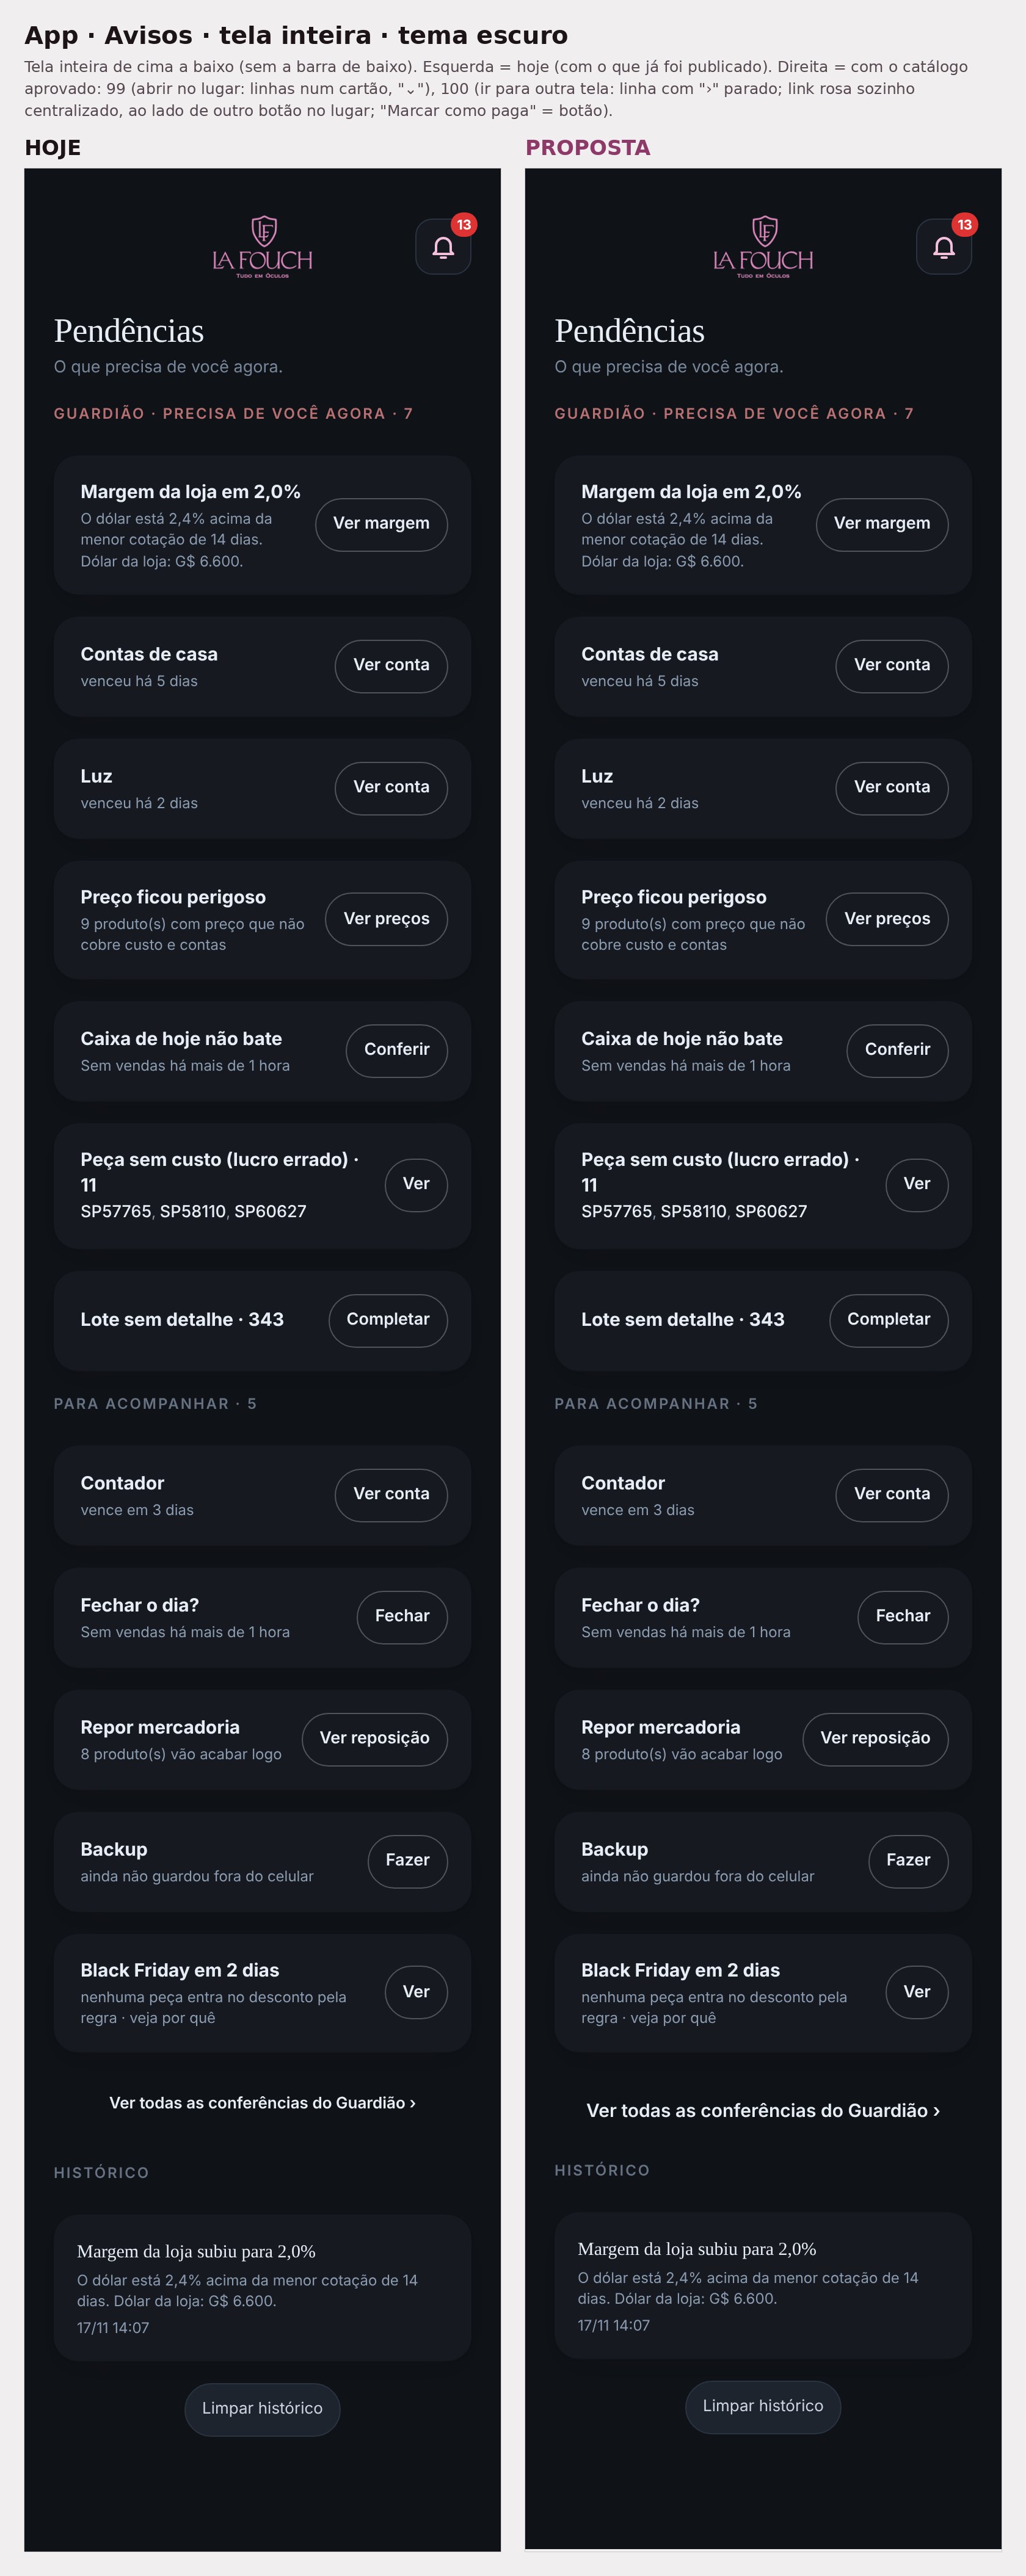 App · Avisos · tela inteira · tema escuro
Tela inteira de cima a baixo (sem a barra de baixo). Esquerda = hoje (com o que já foi publicado). Direita = com o catálogo
aprovado: 99 (abrir no lugar: linhas num cartão, "⌄"), 100 (ir para outra tela: linha com "›" parado; link rosa sozinho
centralizado, ao lado de outro botão no lugar; "Marcar como paga" = botão).
HOJE
LF
LA FOUCH
TUDO EM ÓCULOS
13
Pendências
O que precisa de você agora.
GUARDIÃO · PRECISA DE VOCÊ AGORA · 7
Margem da loja em 2,0%
O dólar está 2,4% acima da
menor cotação de 14 dias.
Dólar da loja: G$ 6.600.
Ver margem
Contas de casa
venceu há 5 dias
Ver conta
Luz
venceu há 2 dias
Ver conta
Preço ficou perigoso
9 produto(s) com preço que não
cobre custo e contas
Ver preços
Caixa de hoje não bate
Sem vendas há mais de 1 hora
Conferir
Peça sem custo (lucro errado) ·
11
SP57765, SP58110, SP60627
Ver
Lote sem detalhe · 343
Completar
PARA ACOMPANHAR · 5
Contador
vence em 3 dias
Ver conta
Fechar o dia?
Sem vendas há mais de 1 hora
Fechar
Repor mercadoria
8 produto(s) vão acabar logo
Ver reposição
Backup
ainda não guardou fora do celular
Fazer
Black Friday em 2 dias
nenhuma peça entra no desconto pela
regra · veja por quê
Ver
Ver todas as conferências do Guardião ›
HISTÓRICO
Margem da loja subiu para 2,0%
O dólar está 2,4% acima da menor cotação de 14
dias. Dólar da loja: G$ 6.600.
17/11 14:07
Limpar histórico
PROPOSTA
LF
LA FOUCH
TUDO EM ÓCULOS
13
Pendências
O que precisa de você agora.
GUARDIÃO · PRECISA DE VOCÊ AGORA · 7
Margem da loja em 2,0%
O dólar está 2,4% acima da
menor cotação de 14 dias.
Dólar da loja: G$ 6.600.
Ver margem
Contas de casa
venceu há 5 dias
Ver conta
Luz
venceu há 2 dias
Ver conta
Preço ficou perigoso
9 produto(s) com preço que não
cobre custo e contas
Ver preços
Caixa de hoje não bate
Sem vendas há mais de 1 hora
Conferir
Peça sem custo (lucro errado) ·
11
SP57765, SP58110, SP60627
Ver
Lote sem detalhe · 343
Completar
PARA ACOMPANHAR · 5
Contador
vence em 3 dias
Ver conta
Fechar o dia?
Sem vendas há mais de 1 hora
Fechar
Repor mercadoria
8 produto(s) vão acabar logo
Ver reposição
Backup
ainda não guardou fora do celular
Fazer
Black Friday em 2 dias
nenhuma peça entra no desconto pela
regra · veja por quê
Ver
Ver todas as conferências do Guardião ›
HISTÓRICO
Margem da loja subiu para 2,0%
O dólar está 2,4% acima da menor cotação de 14
dias. Dólar da loja: G$ 6.600.
17/11 14:07
Limpar histórico